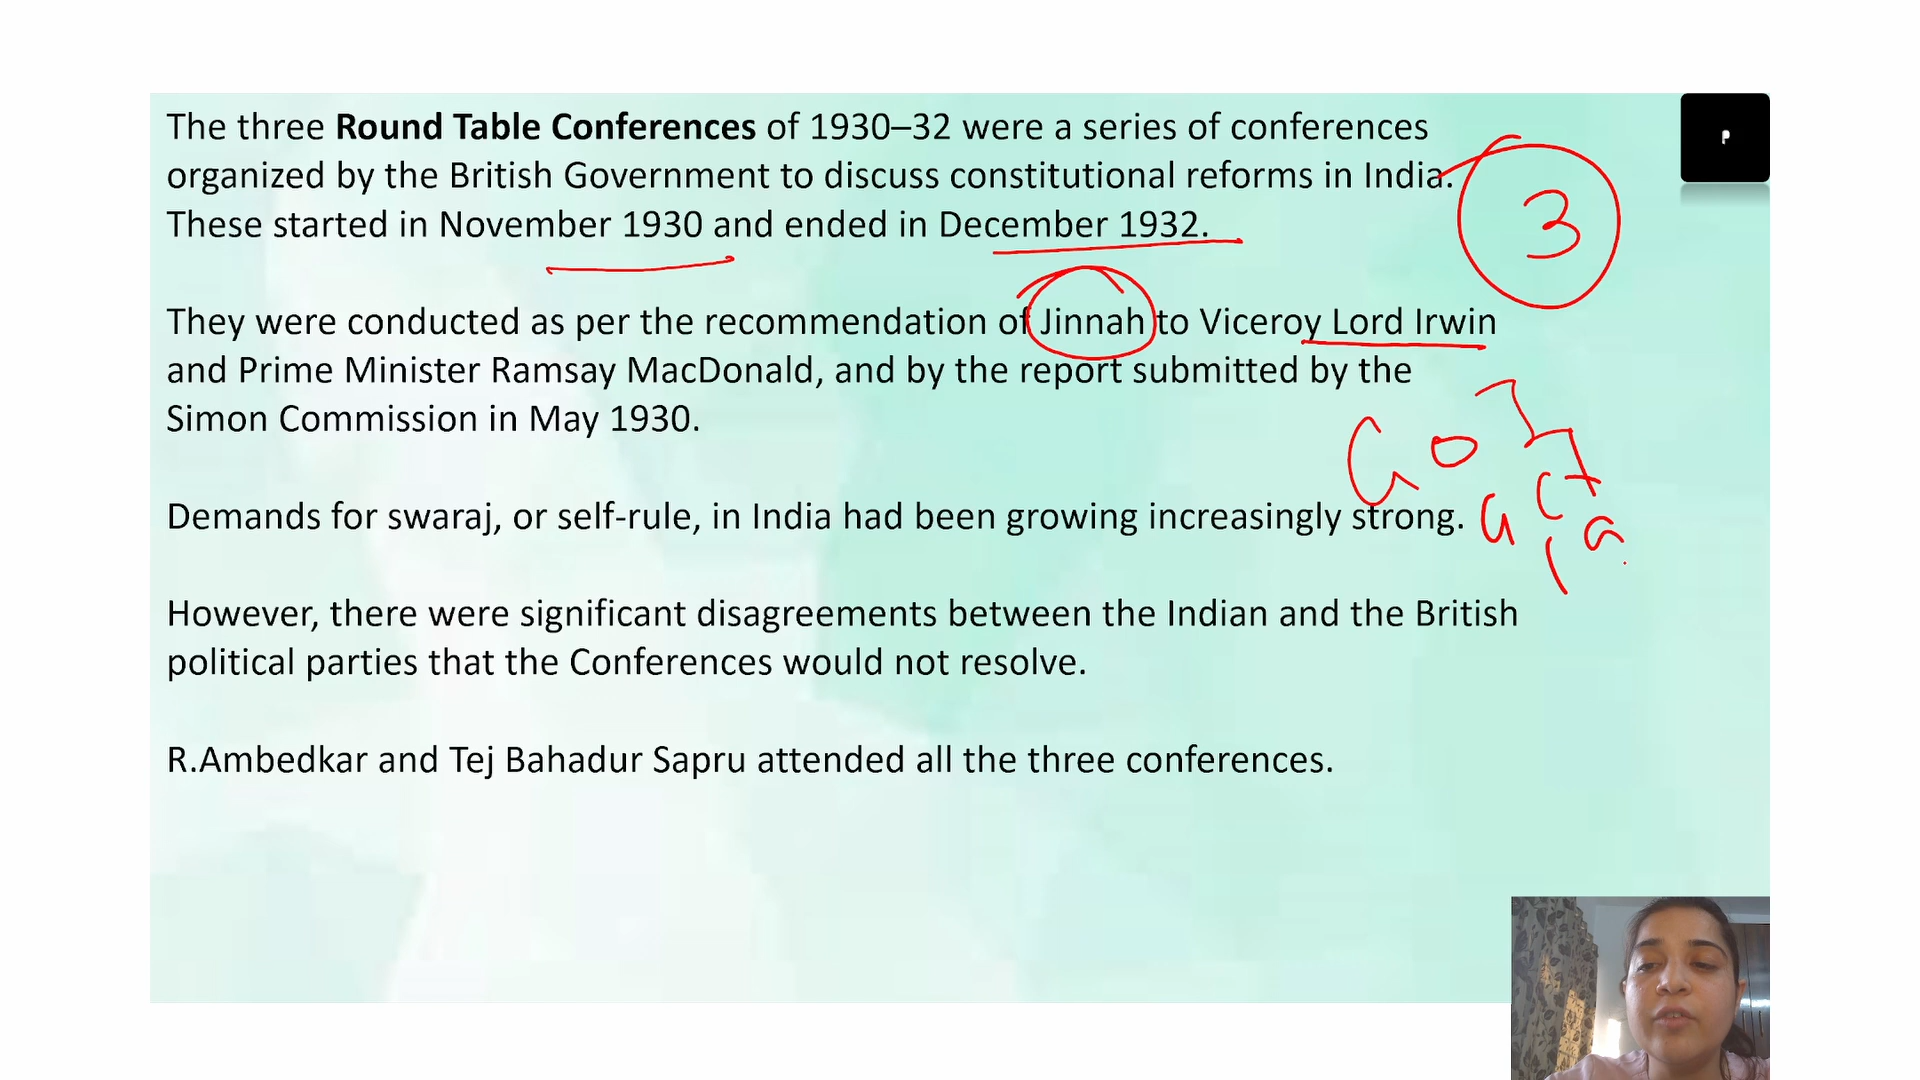 The three Round Table Conferences of 1930–32 were a series of conferences
organized by the British Government to discuss constitutional reforms in India.
These started in November 1930 and ended in December 1932.
3
They were conducted as per the recommendation of Jinnah to Viceroy Lord Irwin
and Prime Minister Ramsay MacDonald, and by the report submitted by the
Simon Commission in May 1930.
GoI
Demands for swaraj, or self-rule, in India had been growing increasingly strong.
However, there were significant disagreements between the Indian and the British
political parties that the Conferences would not resolve.
R.Ambedkar and Tej Bahadur Sapru attended all the three conferences.